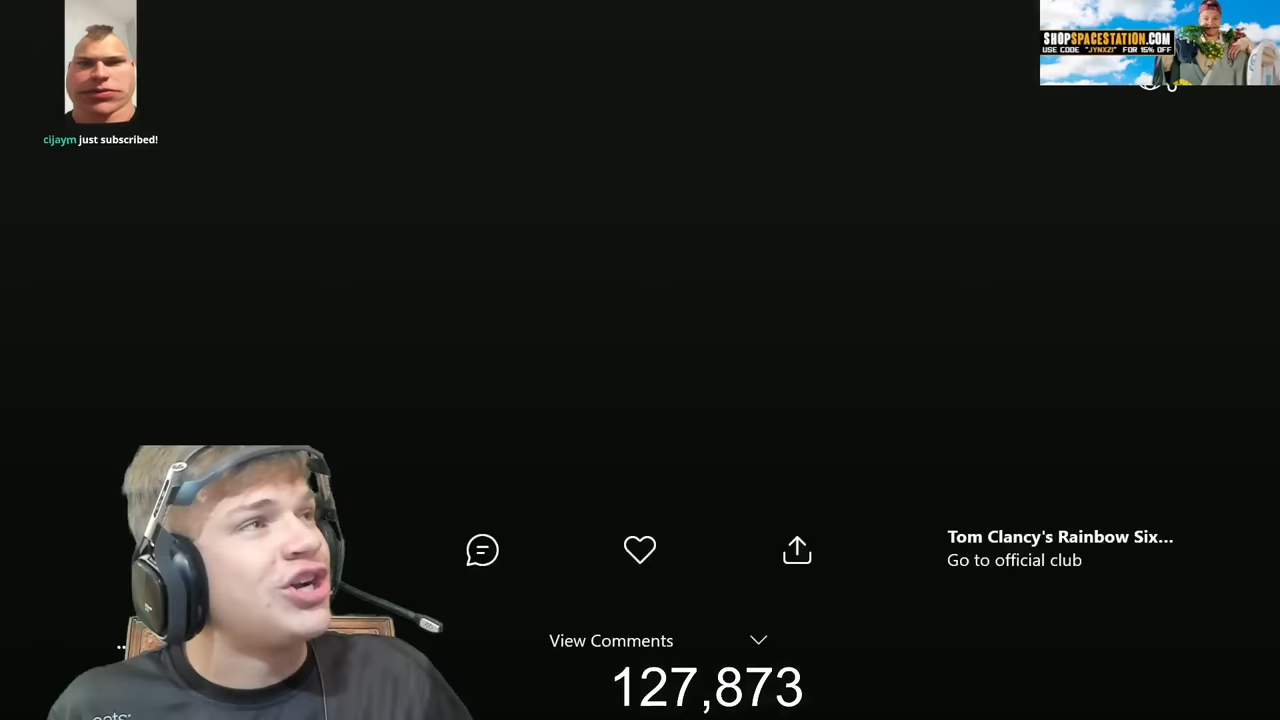 SHOPSPACESTATION.COM
USE CODE "JYNXZI" FOR 15% OFF
cijaym just subscribed!
Tom Clancy's Rainbow Six...
Go to official club
View Comments
127,873